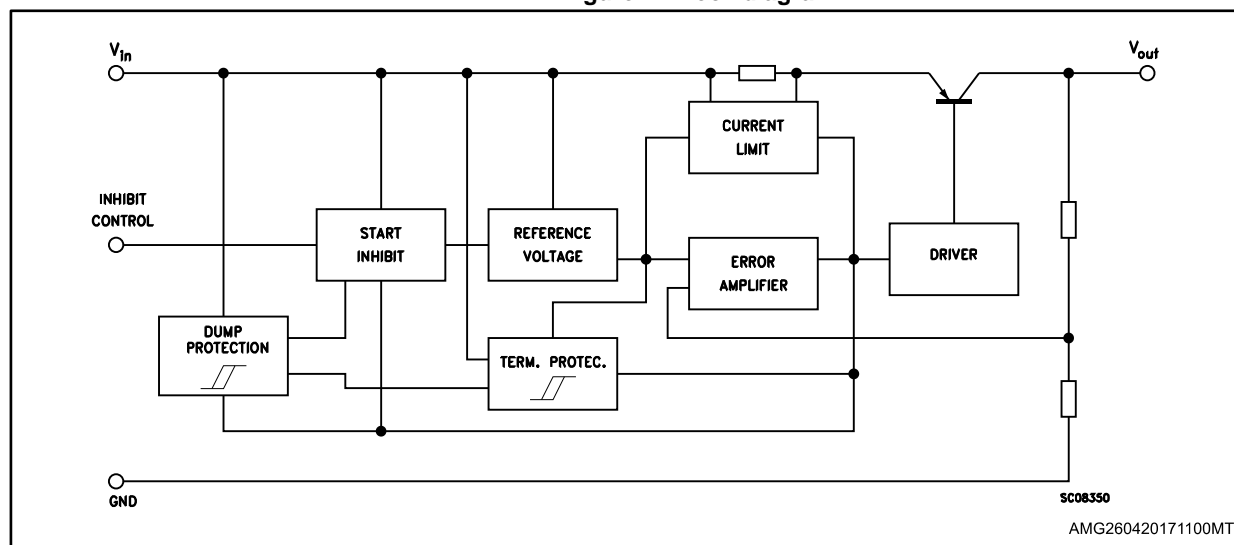 Vin
Vout
CURRENT
LIMIT
INHIBIT
CONTROL
START
INHIBIT
REFERENCE
VOLTAGE
ERROR
AMPLIFIER
DRIVER
DUMP
PROTECTION
TERM. PROTEC.
GND
SC08350
AMG260420171100MT